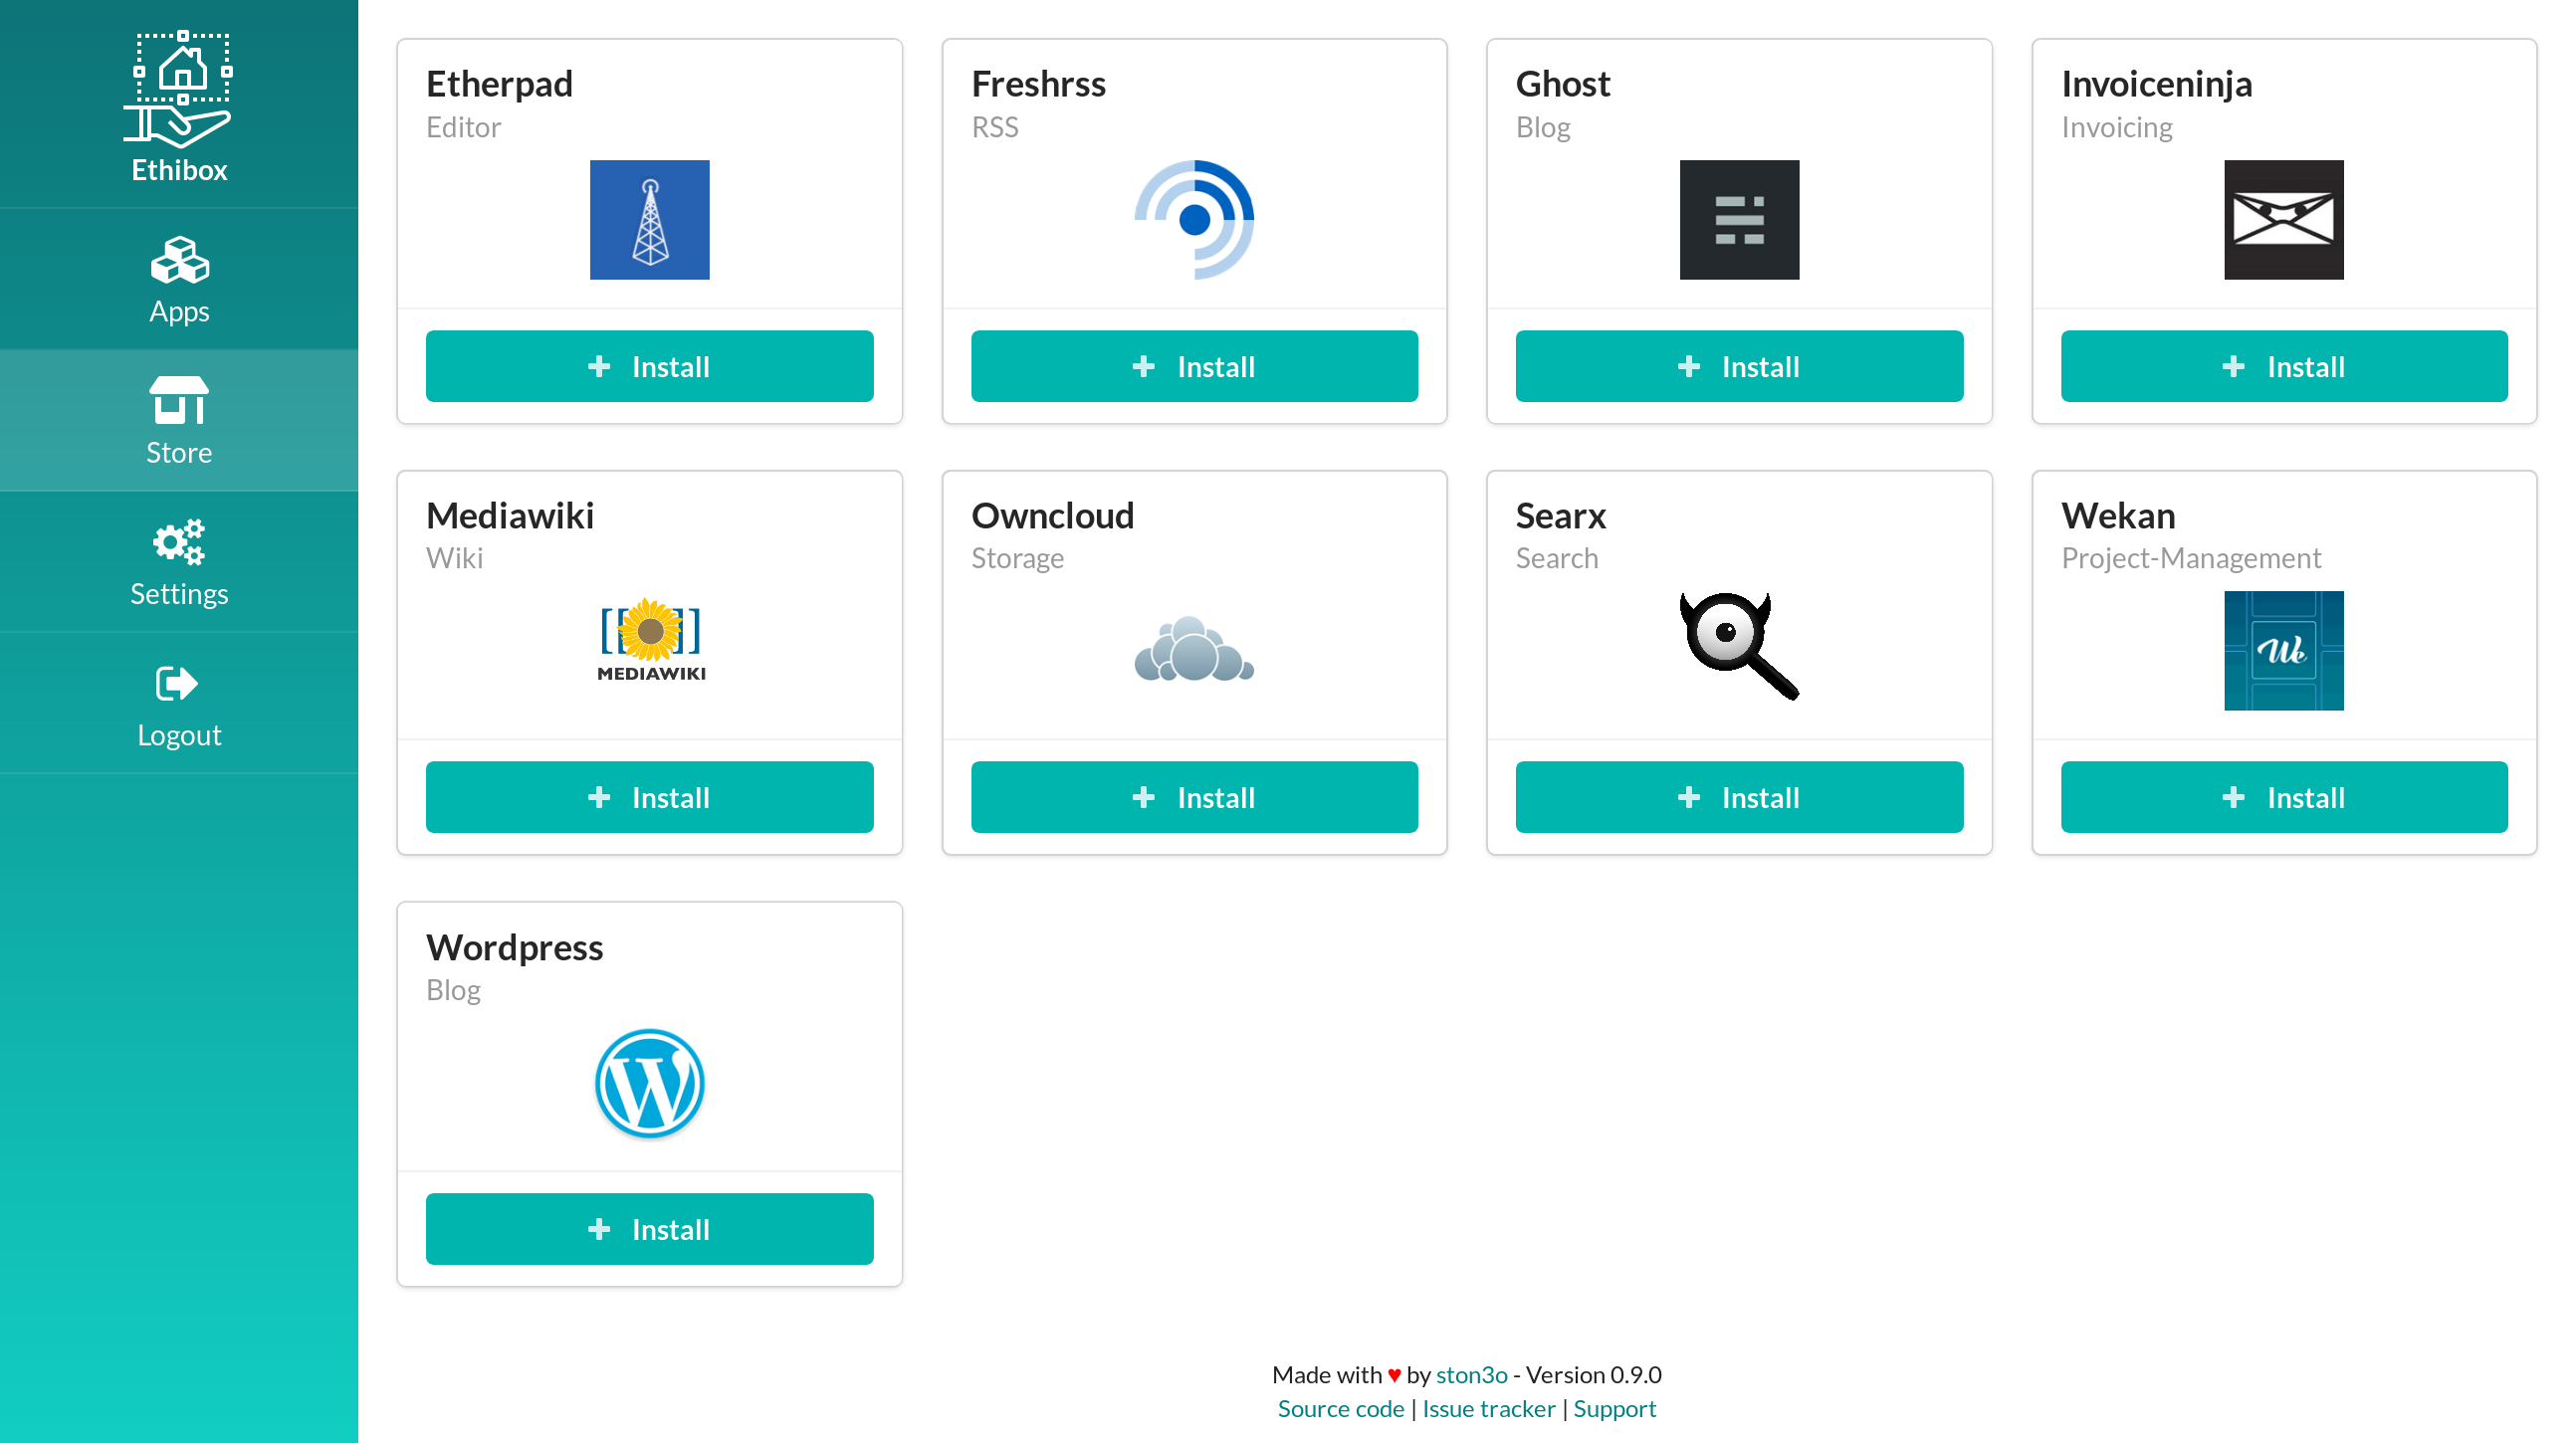 Ethibox
Apps
Store
Settings
Logout
Etherpad
Editor
Install
Freshrss
RSS
Install
Ghost
Blog
Install
Invoiceninja
Invoicing
Install
Mediawiki
Wiki
[[ ]]
MEDIAWIKI
Install
Owncloud
Storage
Install
Searx
Search
Install
Wekan
Project-Management
We
Install
Wordpress
Blog
W
Install
Made with ♥ by ston3o - Version 0.9.0
Source code | Issue tracker | Support